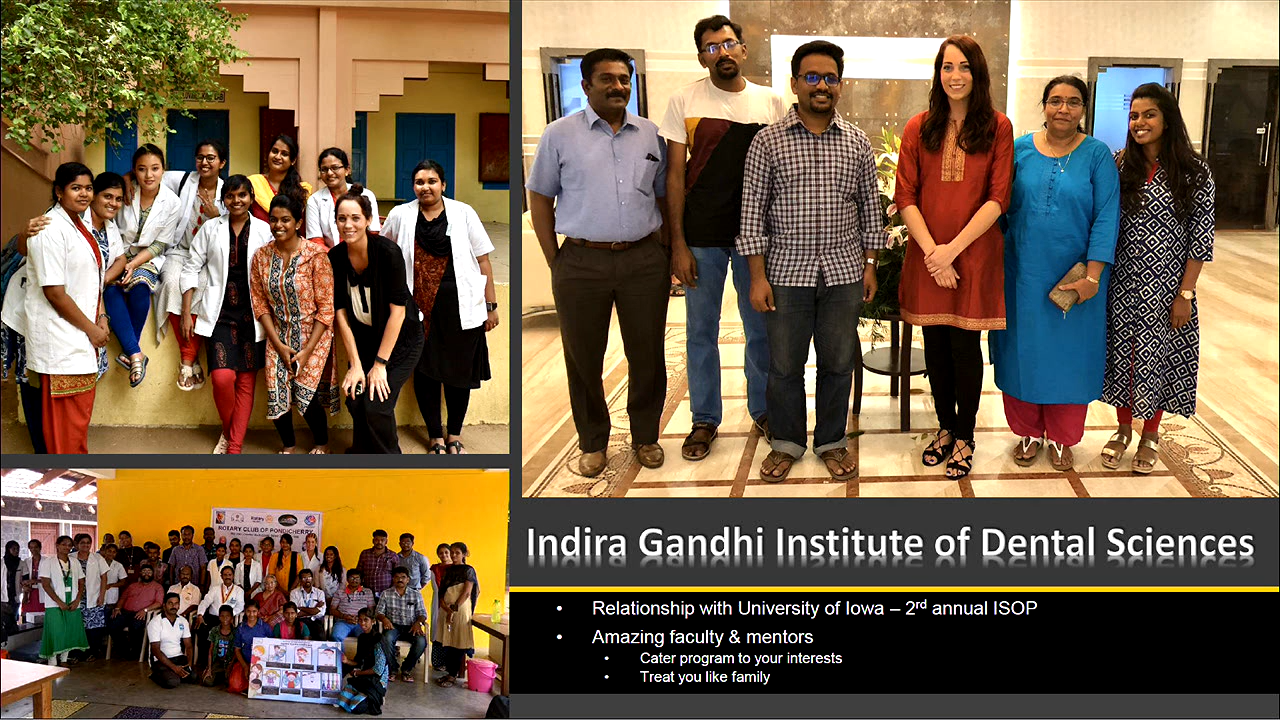 Rotary
ROTARY CLUB OF PONDICHERRY
Indira Gandhi Institute of Dental Sciences
• Relationship with University of Iowa – 2rd annual ISOP
• Amazing faculty & mentors
• Cater program to your interests
• Treat you like family